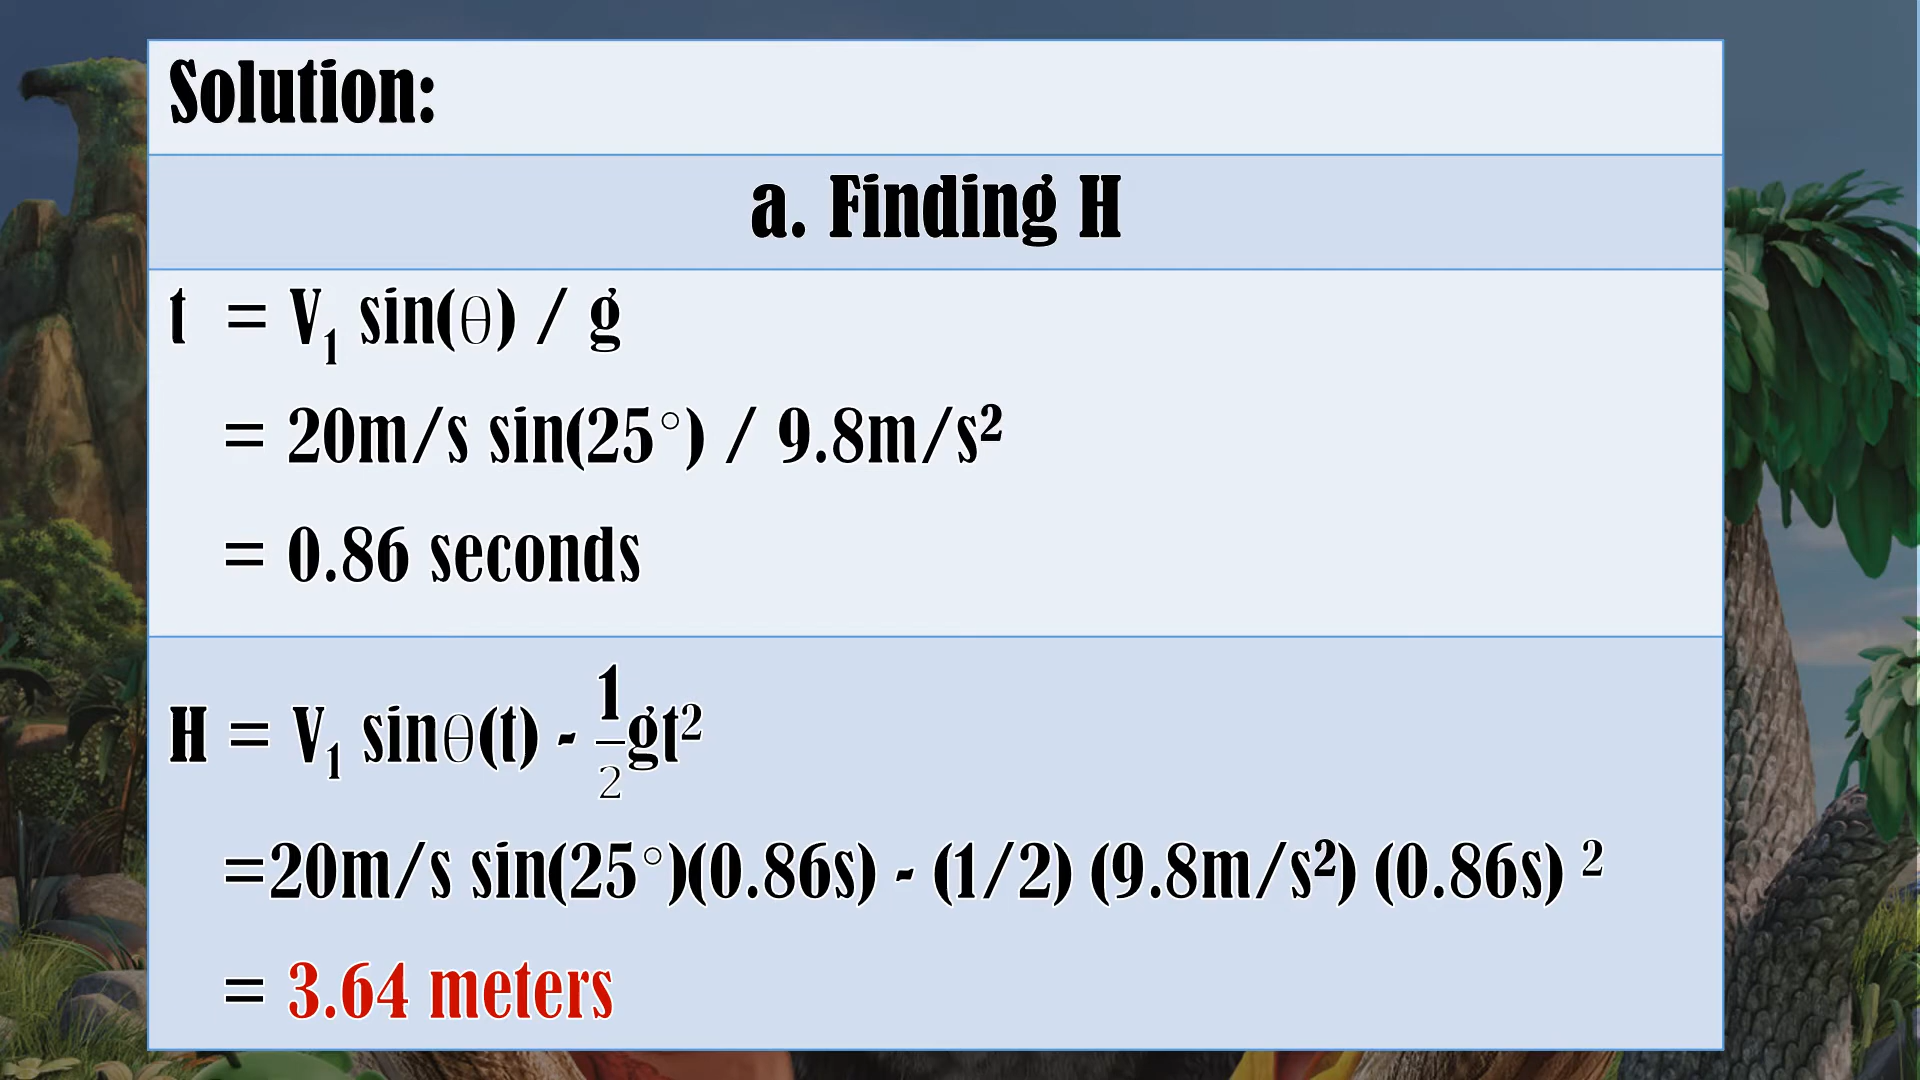 Solution:
a. Finding H
t = V₁ sin(θ) / g
= 20m/s sin(25°) / 9.8m/s²
= 0.86 seconds
H = V₁ sinθ(t) - 1/2 gt²
=20m/s sin(25°)(0.86s) - (1/2) (9.8m/s²) (0.86s) ²
= 3.64 meters